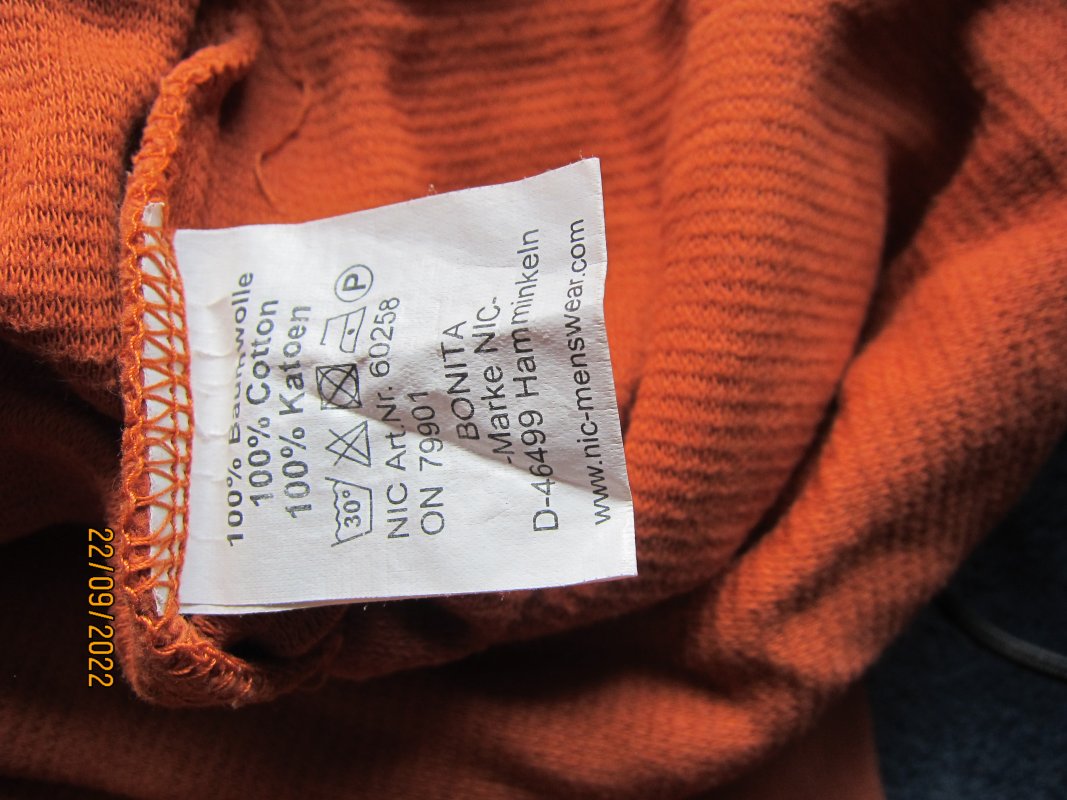 100% Baumwolle
100% Cotton
100% Katoen
30° P
NIC Art.Nr. 60258
ON 79901
BONITA
-Marke NIC-
D-46499 Hamminkeln
www.nic-menswear.com
22/09/2022